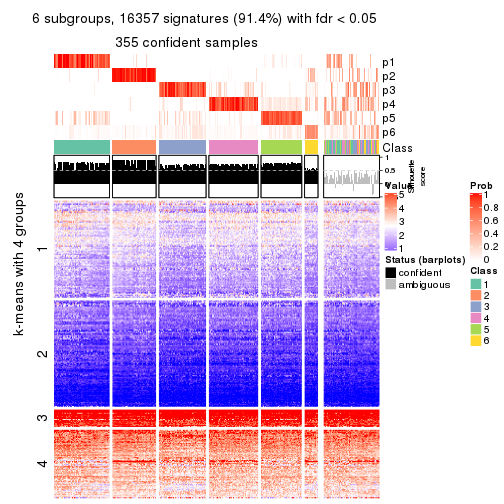 6 subgroups, 16357 signatures (91.4%) with fdr < 0.05
355 confident samples
p1
p2
p3
p4
p5
p6
Class
1
0.5
0
Silhouette
score
k-means with 4 groups
1
2
3
4
Value
5
4
3
2
1
Status (barplots)
confident
ambiguous
Prob
1
0.8
0.6
0.4
0.2
0
Class
1
2
3
4
5
6